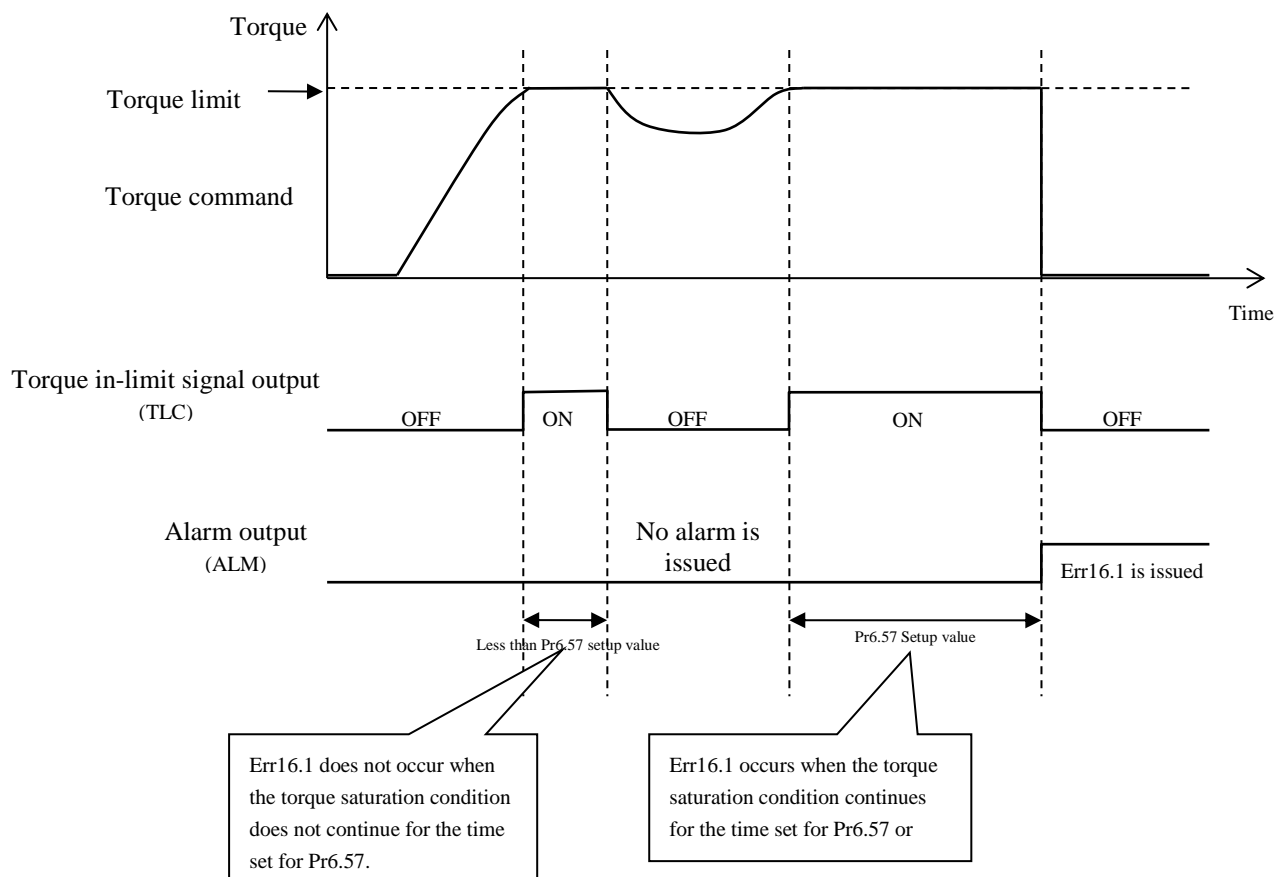 Torque
Torque limit
Torque command
Time
Torque in-limit signal output
(TLC)
OFF
ON
OFF
ON
OFF
Alarm output
(ALM)
No alarm is
issued
Err16.1 is issued
Less than Pr6.57 setup value
Pr6.57 Setup value
Err16.1 does not occur when
the torque saturation condition
does not continue for the time
set for Pr6.57.
Err16.1 occurs when the torque
saturation condition continues
for the time set for Pr6.57 or